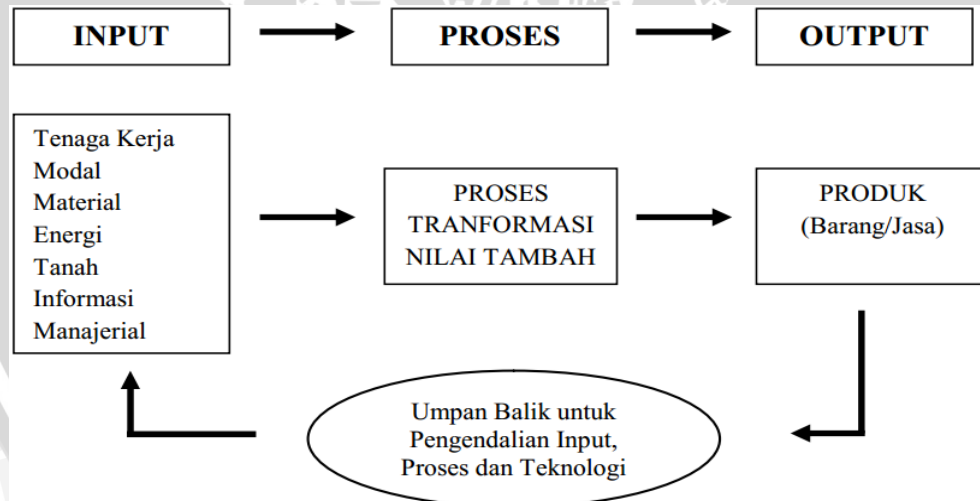 INPUT
PROSES
OUTPUT
Tenaga Kerja
Modal
Material
Energi
Tanah
Informasi
Manajerial
PROSES
TRANFORMASI
NILAI TAMBAH
PRODUK
(Barang/Jasa)
Umpan Balik untuk
Pengendalian Input,
Proses dan Teknologi